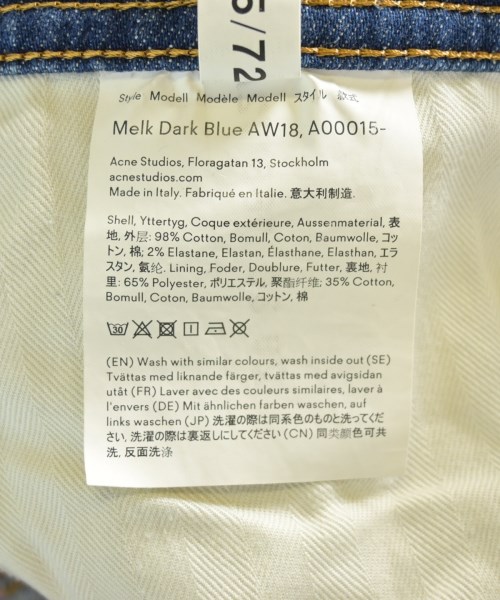 5/72
Style Modell Modèle Modell スタイル 款式
Melk Dark Blue AW18, A00015-
Acne Studios, Floragatan 13, Stockholm
acnestudios.com
Made in Italy. Fabriqué en Italie. 意大利制造.
Shell, Yttertyg, Coque extérieure, Aussenmaterial, 表
地, 外层: 98% Cotton, Bomull, Coton, Baumwolle, コッ
トン, 棉; 2% Elastane, Elastan, Élasthane, Elasthan, エラ
スタン, 氨纶. Lining, Foder, Doublure, Futter, 裏地, 衬
里: 65% Polyester, ポリエステル, 聚酯纤维; 35% Cotton,
Bomull, Coton, Baumwolle, コットン, 棉
30
(EN) Wash with similar colours, wash inside out (SE)
Tvättas med liknande färger, tvättas med avigsidan
utåt (FR) Laver avec des couleurs similaires, laver à
l'envers (DE) Mit ähnlichen farben waschen, auf
links waschen (JP) 洗濯の際は同系色のものと洗ってくだ
さい, 洗濯の際は裏返しにしてください (CN) 同类颜色可共
洗, 反面洗涤